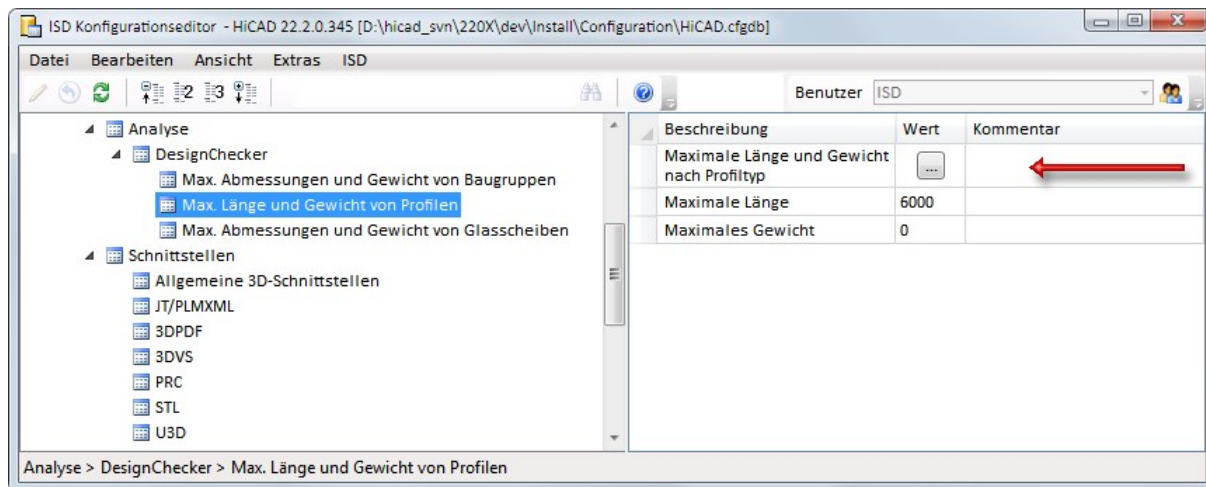 ISD Konfigurationseditor - HiCAD 22.2.0.345 [D:\hicad_svn\220X\dev\Install\Configuration\HiCAD.cfgdb]
Datei Bearbeiten Ansicht Extras ISD
2 3 Benutzer ISD
Analyse
DesignChecker
Max. Abmessungen und Gewicht von Baugruppen
Max. Länge und Gewicht von Profilen
Max. Abmessungen und Gewicht von Glasscheiben
Schnittstellen
Allgemeine 3D-Schnittstellen
JT/PLMXML
3DPDF
3DVS
PRC
STL
U3D
Beschreibung Wert Kommentar
Maximale Länge und Gewicht
nach Profiltyp ...
Maximale Länge 6000
Maximales Gewicht 0
Analyse > DesignChecker > Max. Länge und Gewicht von Profilen